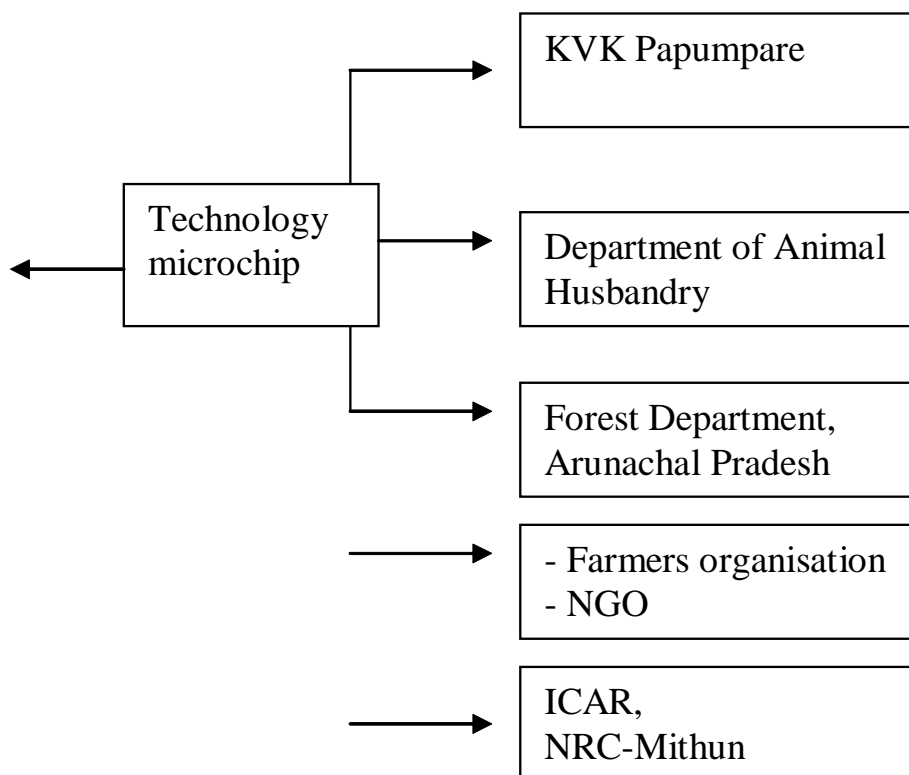 KVK Papumpare
Technology
microchip
Department of Animal
Husbandry
Forest Department,
Arunachal Pradesh
- Farmers organisation
- NGO
ICAR,
NRC-Mithun